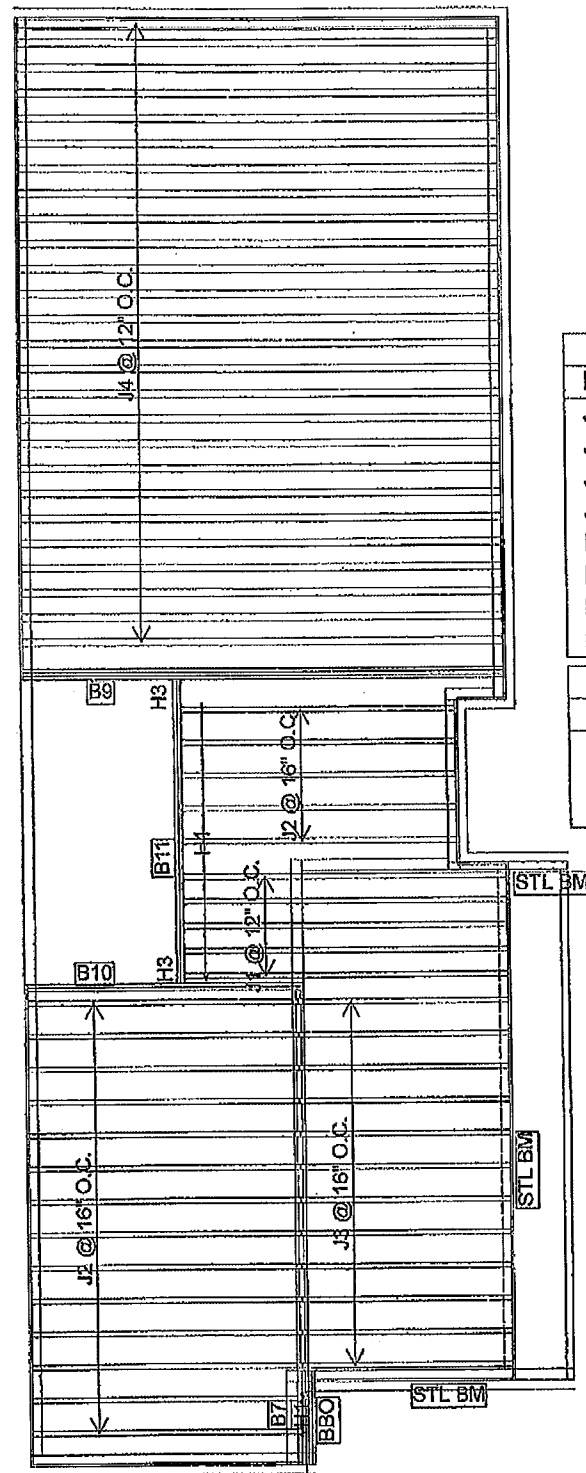 J4 @ 12" O.C.
B9
H3
J2 @ 16" O.C.
B11
H1
J1 @ 12" O.C.
STL BM
H3
B10
J2 @ 16" O.C.
J3 @ 16" O.C.
STL BM
B7
H1
BBO
STL BM